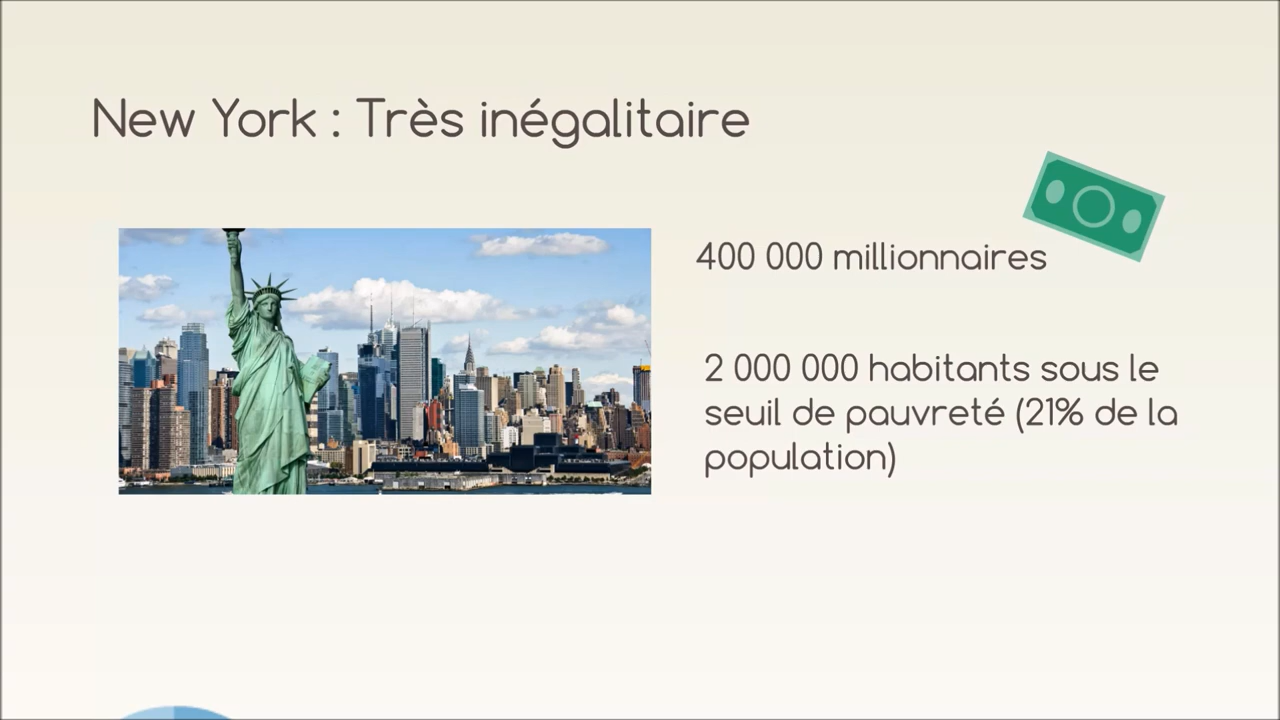 New York : Très inégalitaire
400 000 millionnaires
2 000 000 habitants sous le
seuil de pauvreté (21% de la
population)